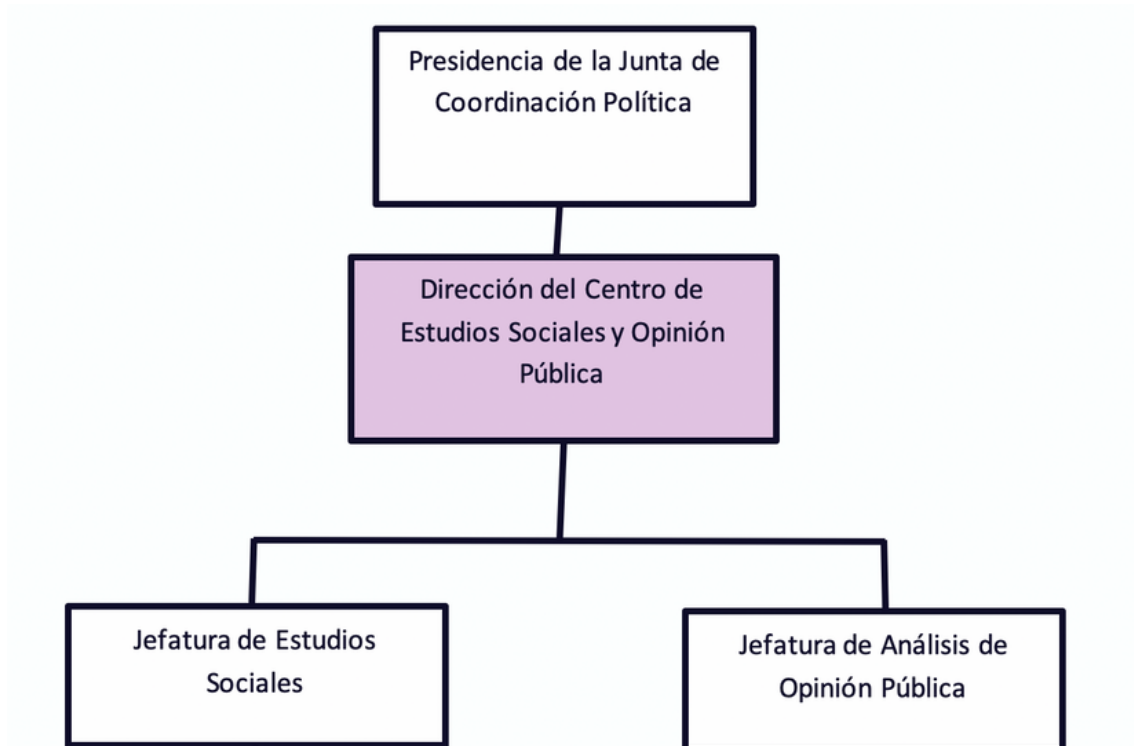 Presidencia de la Junta de
Coordinación Política
Dirección del Centro de
Estudios Sociales y Opinión
Pública
Jefatura de Estudios
Sociales
Jefatura de Análisis de
Opinión Pública